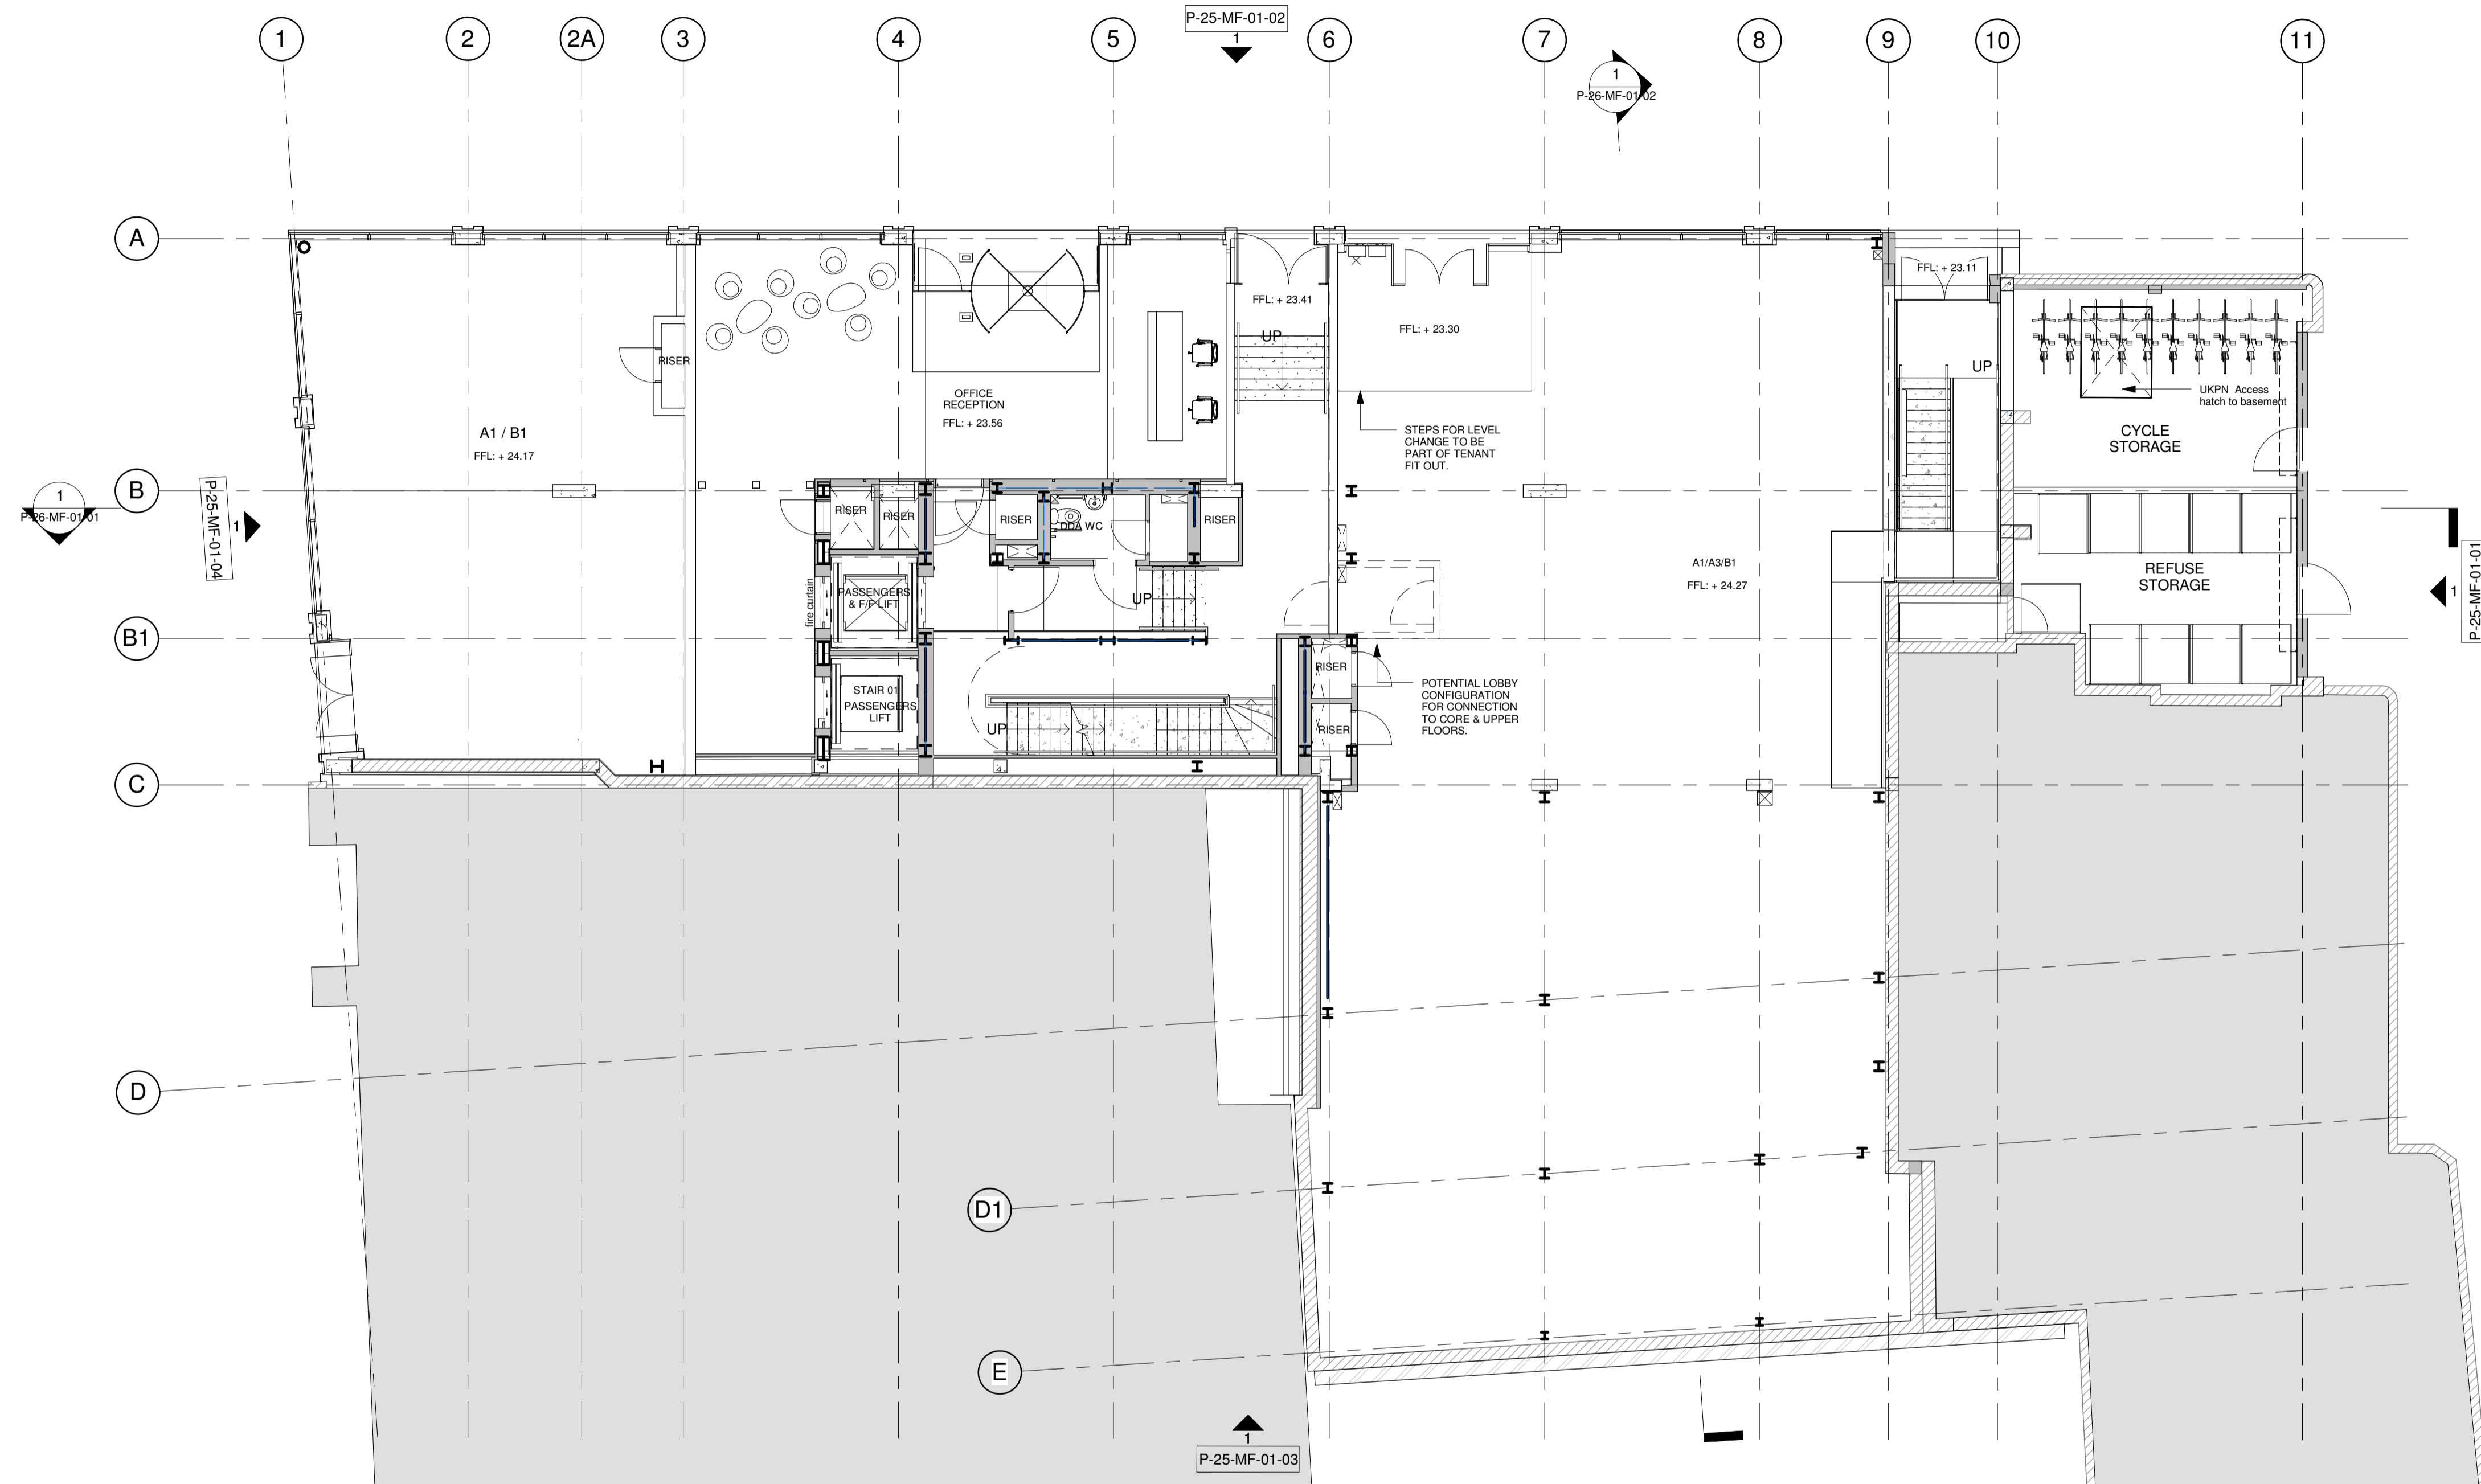 P-25-MF-01-02
1
1
2
2A
3
4
5
6
7
8
9
10
11
1
P-26-MF-01-02
A
FFL: + 23.11
FFL: + 23.41
UP
FFL: + 23.30
RISER
UP
UKPN Access
hatch to basement
OFFICE
RECEPTION
FFL: + 23.56
A1 / B1
FFL: + 24.17
STEPS FOR LEVEL
CHANGE TO BE
PART OF TENANT
FIT OUT.
CYCLE
STORAGE
B
1
P-26-MF-01-01
P-25-MF-01-04
1
RISER
RISER
RISER
DDA WC
RISER
A1/A3/B1
FFL: + 24.27
REFUSE
STORAGE
P-25-MF-01-01
1
fire curtain
PASSENGERS
& F/F LIFT
UP
B1
RISER
STAIR 01
PASSENGERS
LIFT
UP
RISER
POTENTIAL LOBBY
CONFIGURATION
FOR CONNECTION
TO CORE & UPPER
FLOORS.
C
D
D1
E
1
P-25-MF-01-03